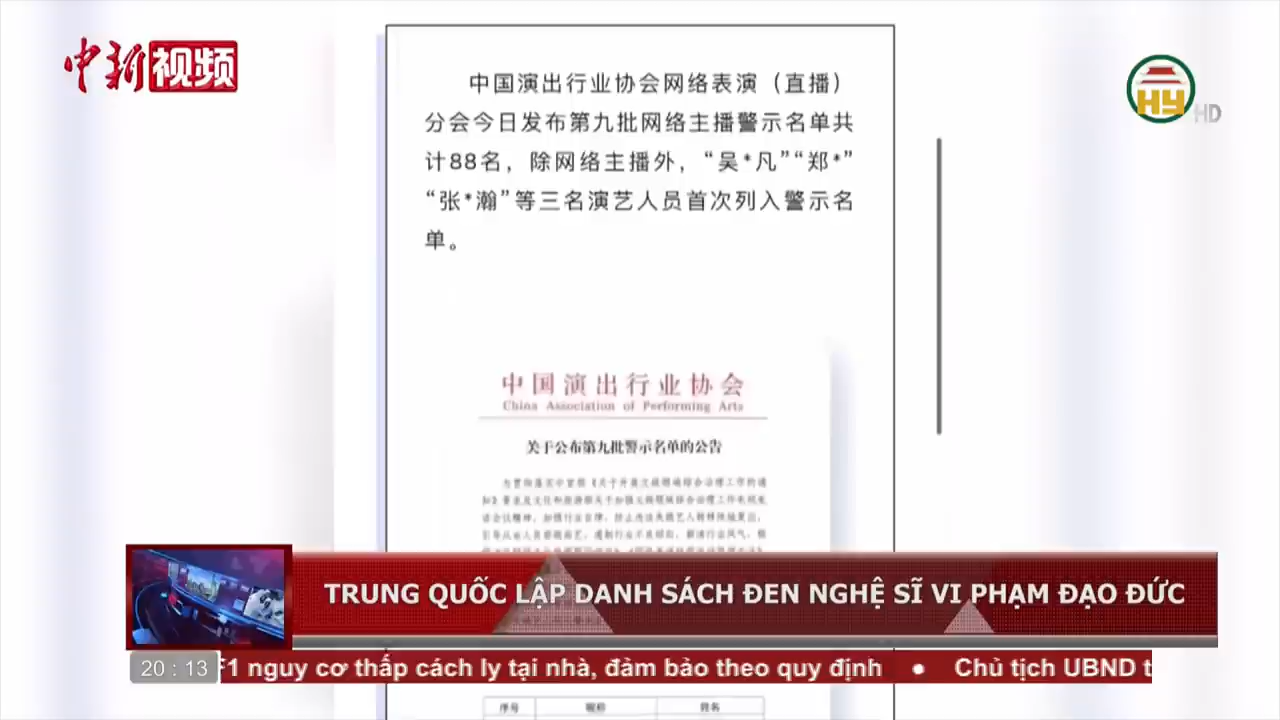 中新视频
HY
HD
中国演出行业协会网络表演（直播）
分会今日发布第九批网络主播警示名单共
计88名，除网络主播外，“吴*凡”“郑*”
“张*瀚”等三名演艺人员首次列入警示名
单。
中国演出行业协会
China Association of Performing Arts
关于公布第九批警示名单的公告
TRUNG QUỐC LẬP DANH SÁCH ĐEN NGHỆ SĨ VI PHẠM ĐẠO ĐỨC
20 : 13
F1 nguy cơ thấp cách ly tại nhà, đảm bảo theo quy định ● Chủ tịch UBND t
序号 昵称 姓名